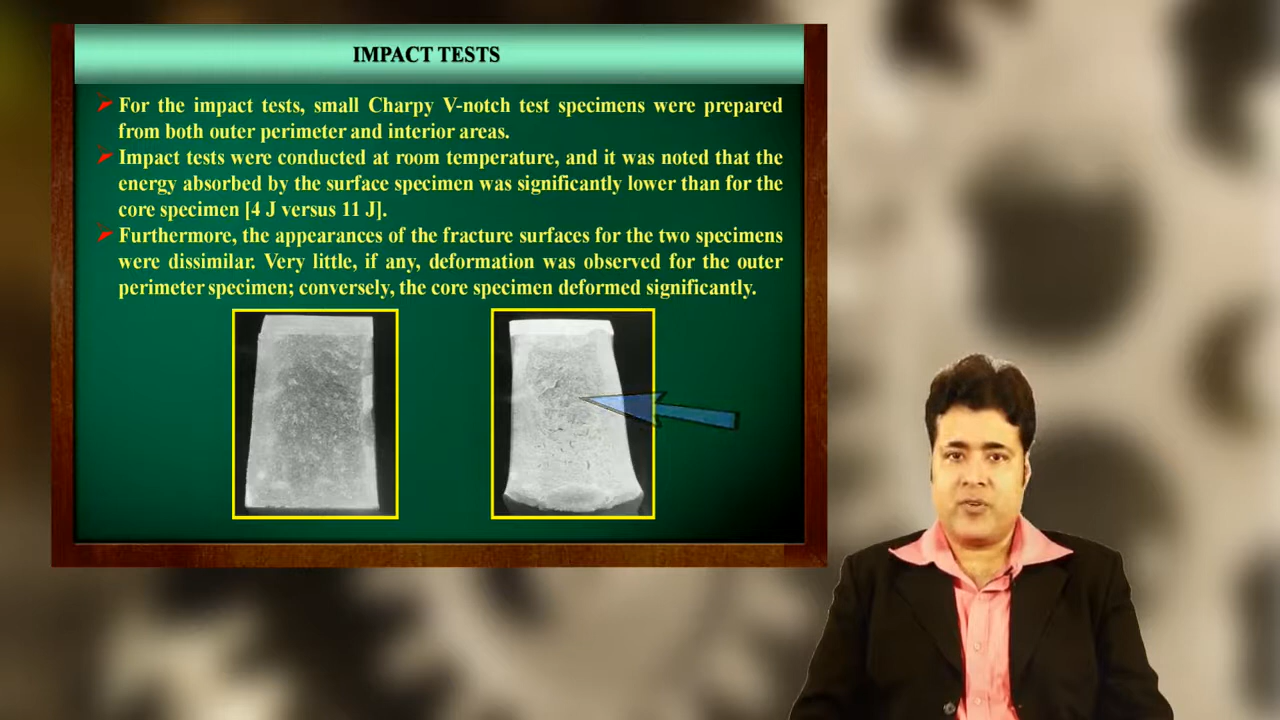 IMPACT TESTS
For the impact tests, small Charpy V-notch test specimens were prepared
from both outer perimeter and interior areas.
Impact tests were conducted at room temperature, and it was noted that the
energy absorbed by the surface specimen was significantly lower than for the
core specimen [4 J versus 11 J].
Furthermore, the appearances of the fracture surfaces for the two specimens
were dissimilar. Very little, if any, deformation was observed for the outer
perimeter specimen; conversely, the core specimen deformed significantly.